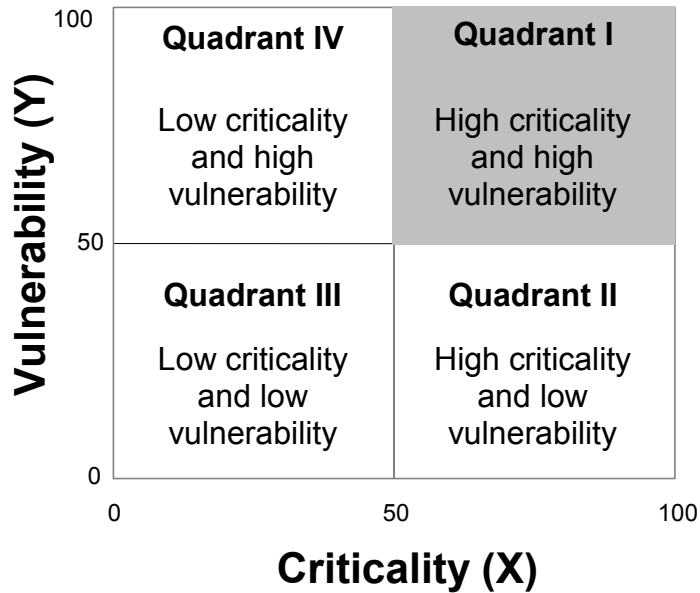 100
Quadrant IV
Low criticality
and high
vulnerability
Quadrant I
High criticality
and high
vulnerability
Vulnerability (Y)
50
Quadrant III
Low criticality
and low
vulnerability
Quadrant II
High criticality
and low
vulnerability
0
0
50
100
Criticality (X)